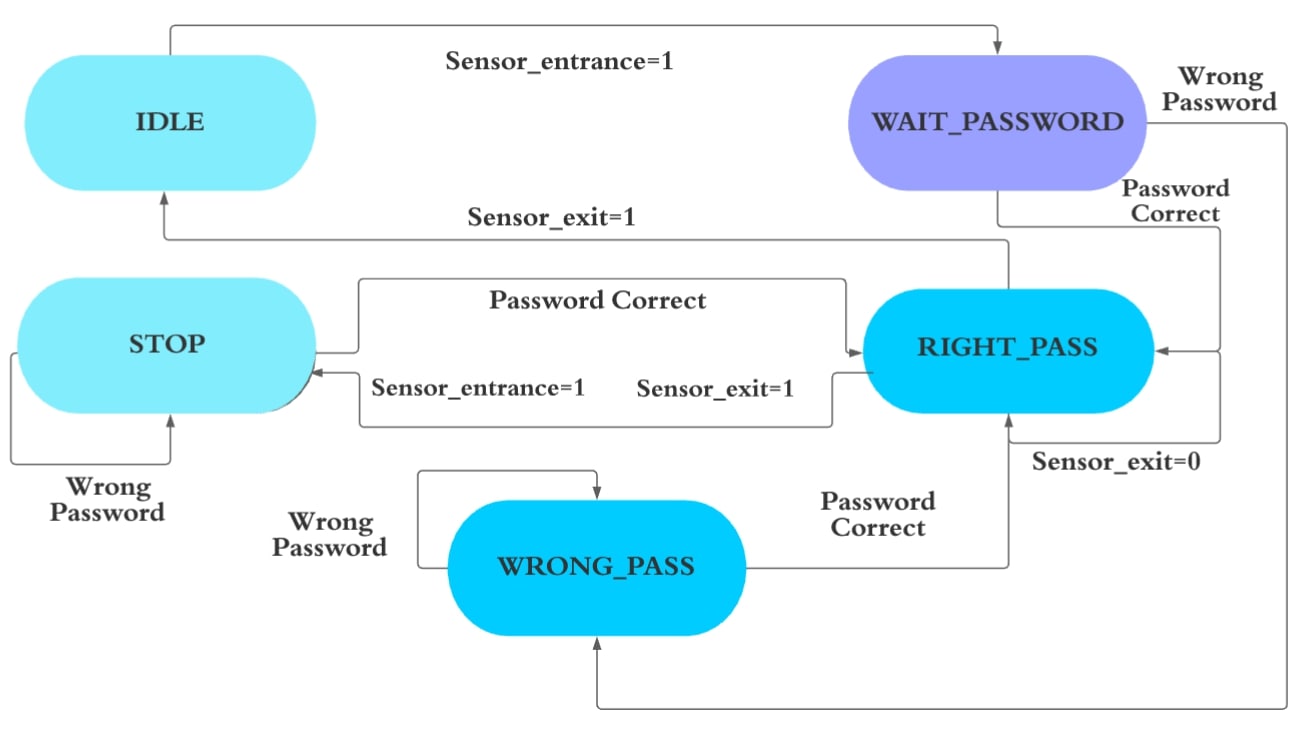 Sensor_entrance=1
Wrong
Password
IDLE
WAIT_PASSWORD
Password
Correct
Sensor_exit=1
Password Correct
STOP
RIGHT_PASS
Sensor_entrance=1
Sensor_exit=1
Sensor_exit=0
Wrong
Password
Wrong
Password
Password
Correct
WRONG_PASS